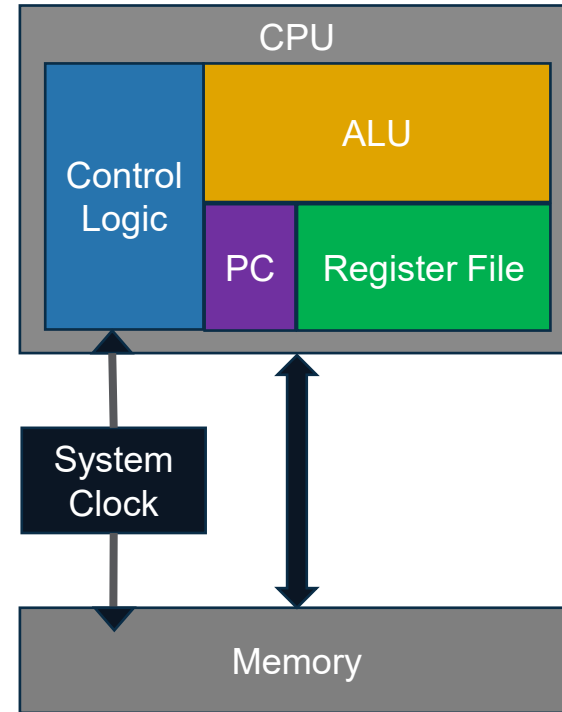 CPU
ALU
Control
Logic
PC
Register File
System
Clock
Memory